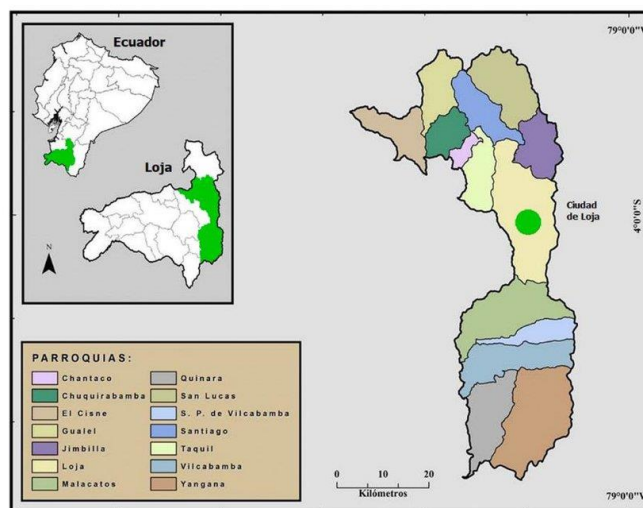 79°0'0"W
Ecuador
Loja
N
Ciudad
de Loja
4°0'0"S
PARROQUIAS:
Chantaco
Chuquirabamba
El Cisne
Gualel
Jimbilla
Loja
Malacatos
Quinara
San Lucas
S. P. de Vilcabamba
Santiago
Taquil
Vilcabamba
Yangana
0 10 20
Kilómetros
79°0'0"W